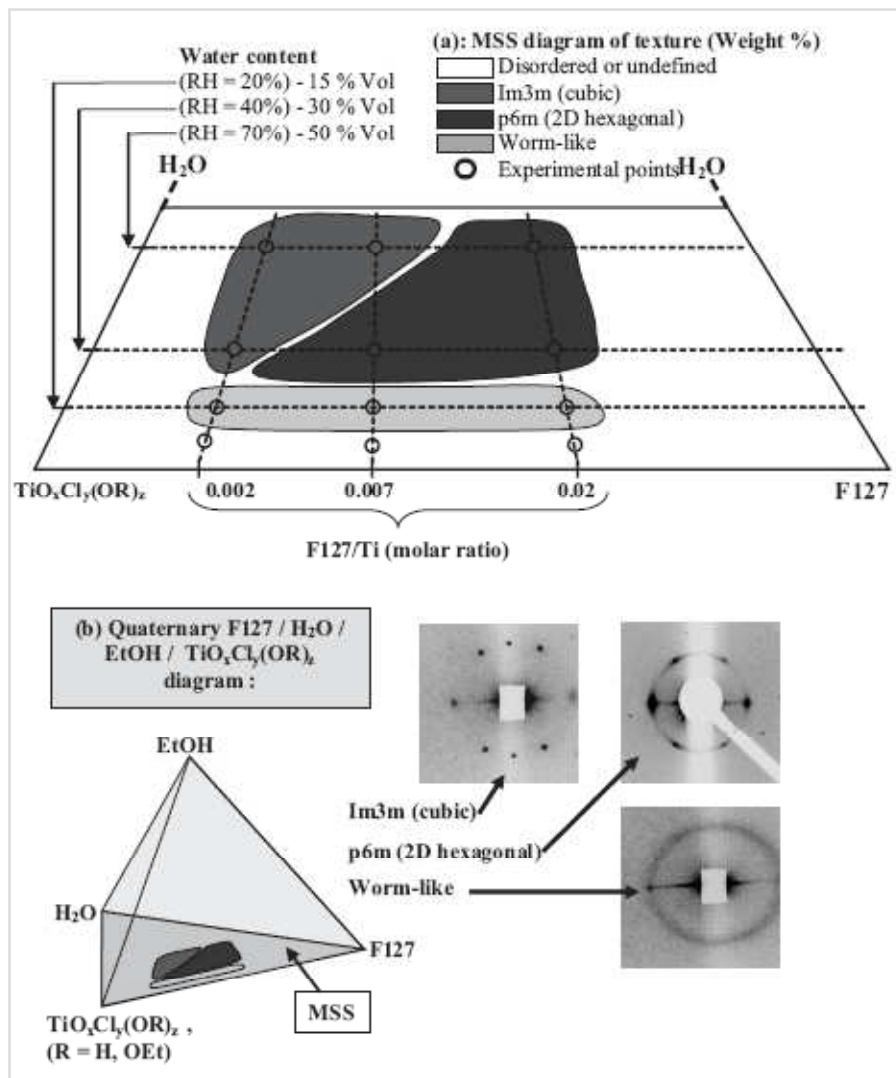 Water content
(RH = 20%) - 15 % Vol
(RH = 40%) - 30 % Vol
(RH = 70%) - 50 % Vol
(a): MSS diagram of texture (Weight %)
Disordered or undefined
Im3m (cubic)
p6m (2D hexagonal)
Worm-like
Experimental points
H₂O
H₂O
TiOₓClᵧ(OR)z
0.002
0.007
0.02
F127
F127/Ti (molar ratio)
(b) Quaternary F127 / H₂O /
EtOH / TiOₓClᵧ(OR)z
diagram :
EtOH
H₂O
F127
MSS
TiOₓClᵧ(OR)z ,
(R = H, OEt)
Im3m (cubic)
p6m (2D hexagonal)
Worm-like